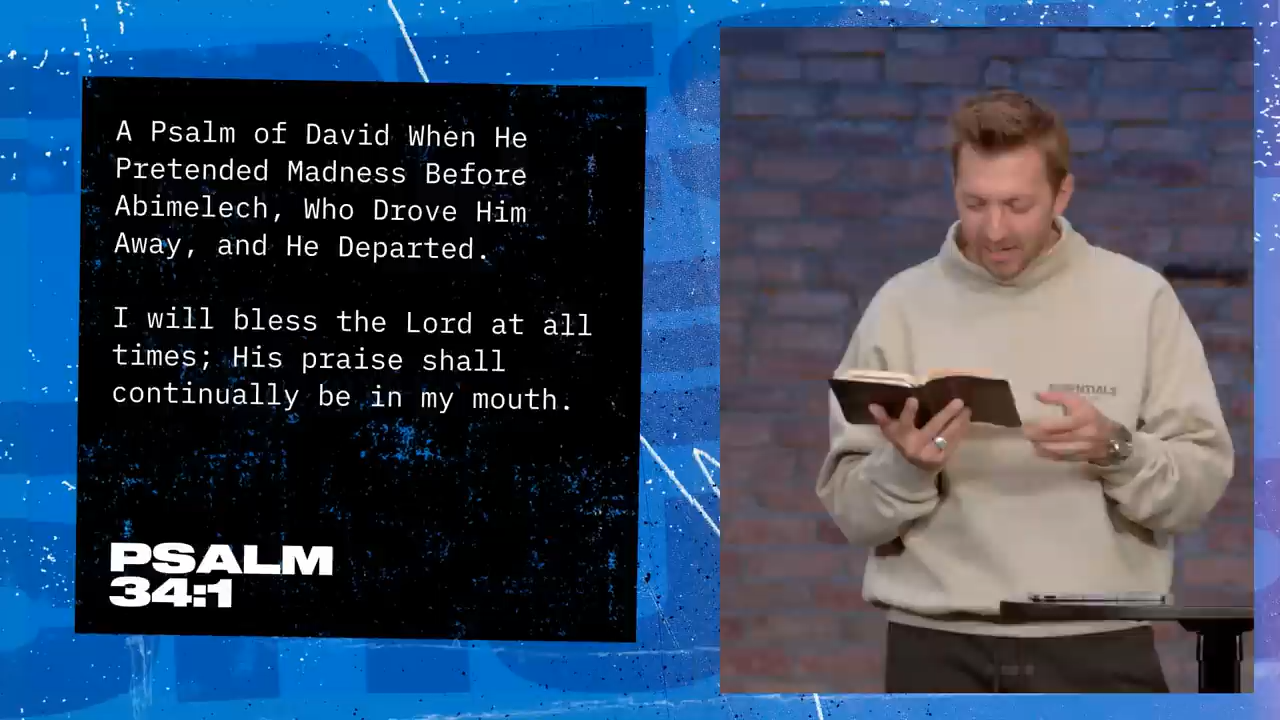 A Psalm of David When He
Pretended Madness Before
Abimelech, Who Drove Him
Away, and He Departed.
I will bless the Lord at all
times; His praise shall
continually be in my mouth.
PSALM
34:1
ESSENTIALS